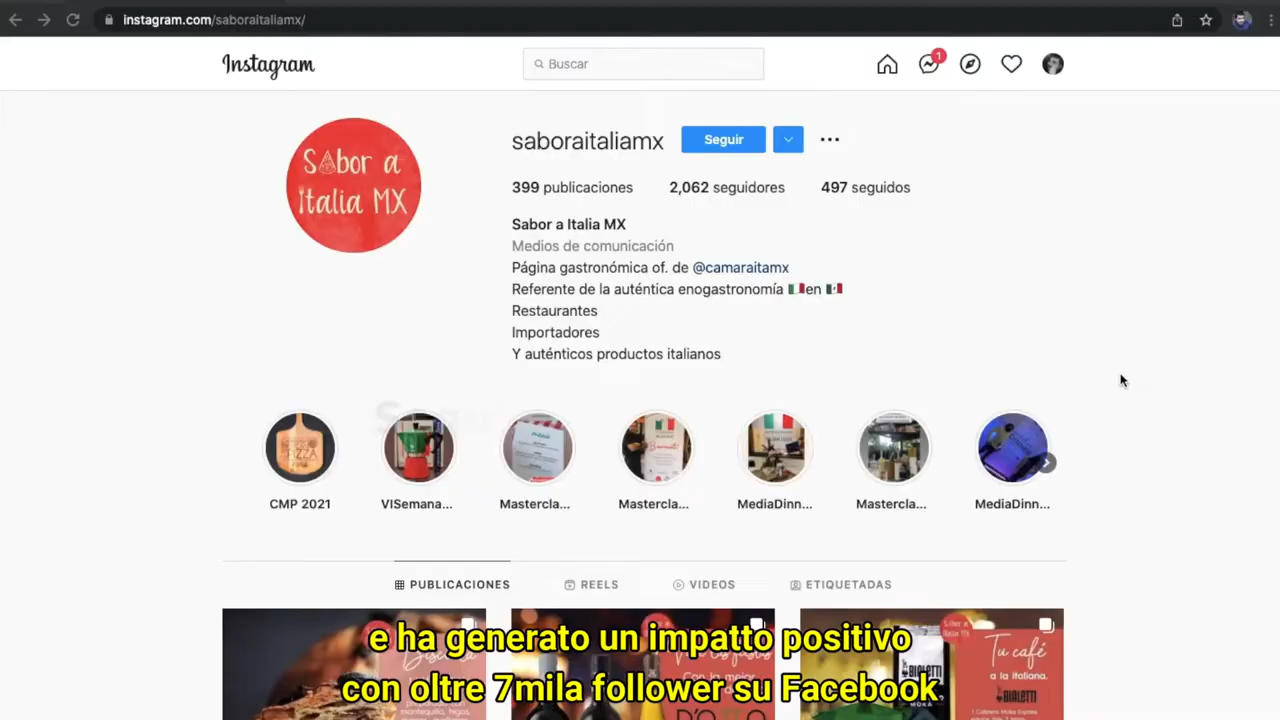 instagram.com/saboraitaliamx/
Instagram
Buscar
1
Sabor a
Italia MX
saboraitaliamx
Seguir
399 publicaciones
2,062 seguidores
497 seguidos
Sabor a Italia MX
Medios de comunicación
Página gastronómica of. de @camaraitamx
Referente de la auténtica enogastronomía 🇮🇹en 🇲🇽
Restaurantes
Importadores
Y auténticos productos italianos
CMP 2021
VISemana...
Mastercla...
Mastercla...
MediaDinn...
Mastercla...
MediaDinn...
PUBLICACIONES
REELS
VIDEOS
ETIQUETADAS
Tu café
a la italiana.
BIALETTI
BIALETTI
e ha generato un impatto positivo
con oltre 7mila follower su Facebook